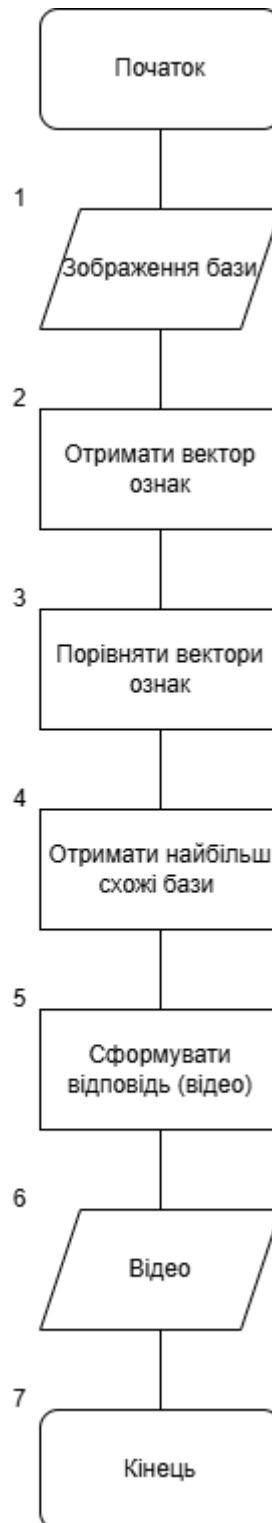 Початок
1
Зображення бази
2
Отримати вектор
ознак
3
Порівняти вектори
ознак
4
Отримати найбільш
схожі бази
5
Сформувати
відповідь (відео)
6
Відео
7
Кінець